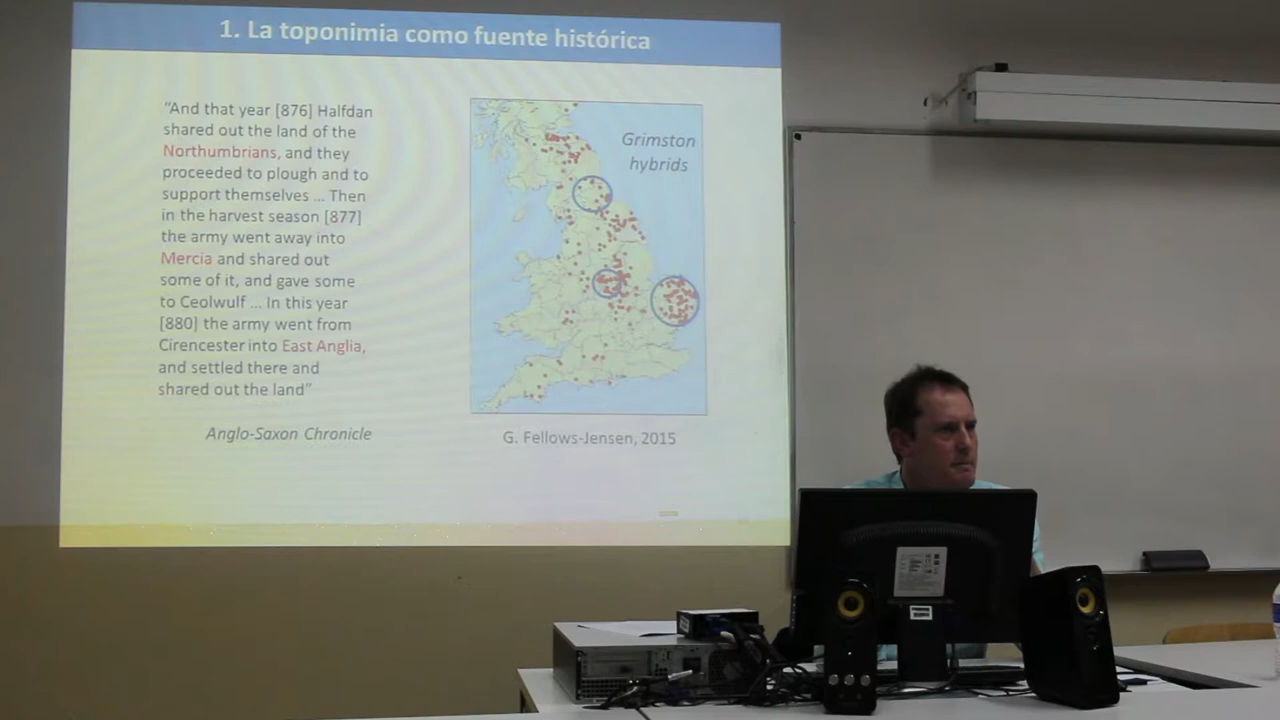 1. La toponimia como fuente histórica
"And that year [876] Halfdan
shared out the land of the
Northumbrians, and they
proceeded to plough and to
support themselves ... Then
in the harvest season [877]
the army went away into
Mercia and shared out
some of it, and gave some
to Ceolwulf ... In this year
[880] the army went from
Cirencester into East Anglia,
and settled there and
shared out the land"
Anglo-Saxon Chronicle
Grimston
hybrids
G. Fellows-Jensen, 2015